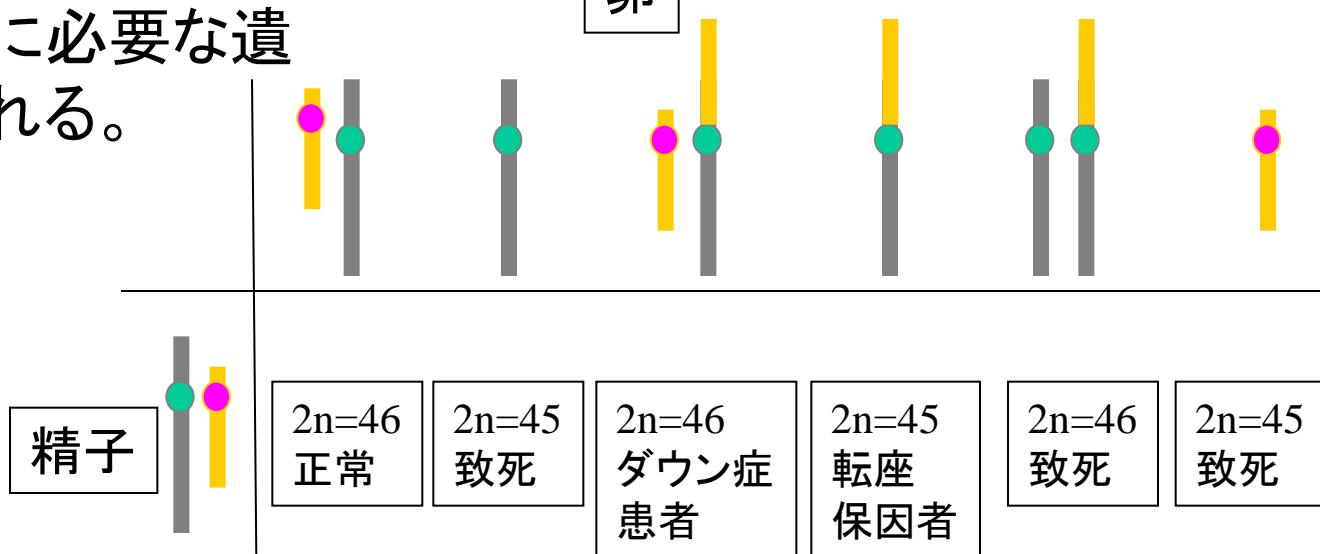 に必要な遺
れる。
卵
精子
2n=46
正常
2n=45
致死
2n=46
ダウン症
患者
2n=45
転座
保因者
2n=46
致死
2n=45
致死